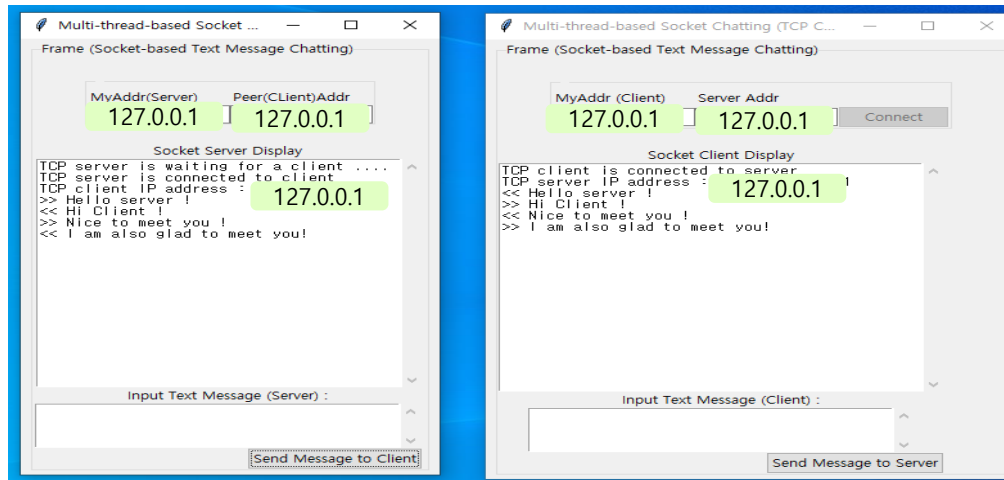 Multi-thread-based Socket ...
Frame (Socket-based Text Message Chatting)
MyAddr(Server) Peer(CLient)Addr
127.0.0.1 127.0.0.1
Socket Server Display
TCP server is waiting for a client ....
TCP server is connected to client
TCP client IP address : 127.0.0.1
>> Hello server !
<< Hi Client !
>> Nice to meet you !
<< I am also glad to meet you!
Input Text Message (Server) :
Send Message to Client
Multi-thread-based Socket Chatting (TCP C...
Frame (Socket-based Text Message Chatting)
MyAddr (Client) Server Addr
127.0.0.1 127.0.0.1 Connect
Socket Client Display
TCP client is connected to server
TCP server IP address : 127.0.0.1 1
<< Hello server !
>> Hi Client !
<< Nice to meet you !
>> I am also glad to meet you!
Input Text Message (Client) :
Send Message to Server